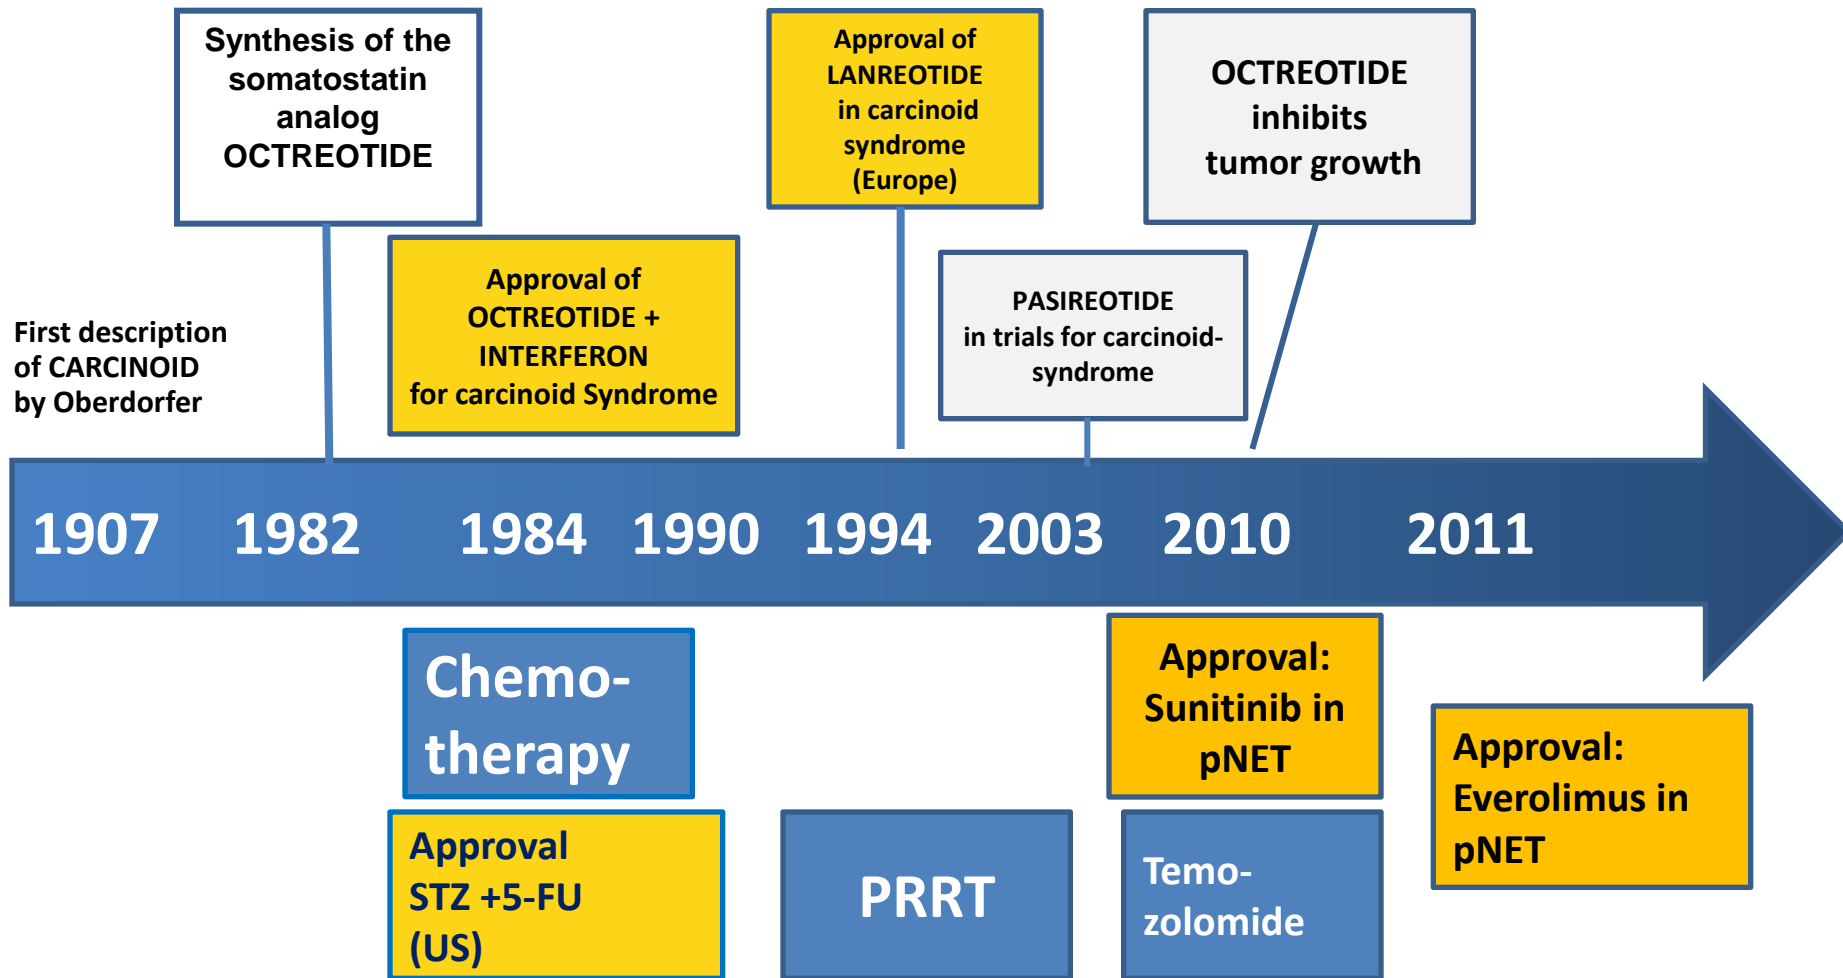 Synthesis of the
somatostatin
analog
OCTREOTIDE
Approval of
LANREOTIDE
in carcinoid
syndrome
(Europe)
OCTREOTIDE
inhibits
tumor growth
Approval of
OCTREOTIDE +
INTERFERON
for carcinoid Syndrome
PASIREOTIDE
in trials for carcinoid-
syndrome
First description
of CARCINOID
by Oberdorfer
1907 1982 1984 1990 1994 2003 2010 2011
Chemo-
therapy
Approval:
Sunitinib in
pNET
Approval:
Everolimus in
pNET
Approval
STZ +5-FU
(US)
PRRT
Temo-
zolomide